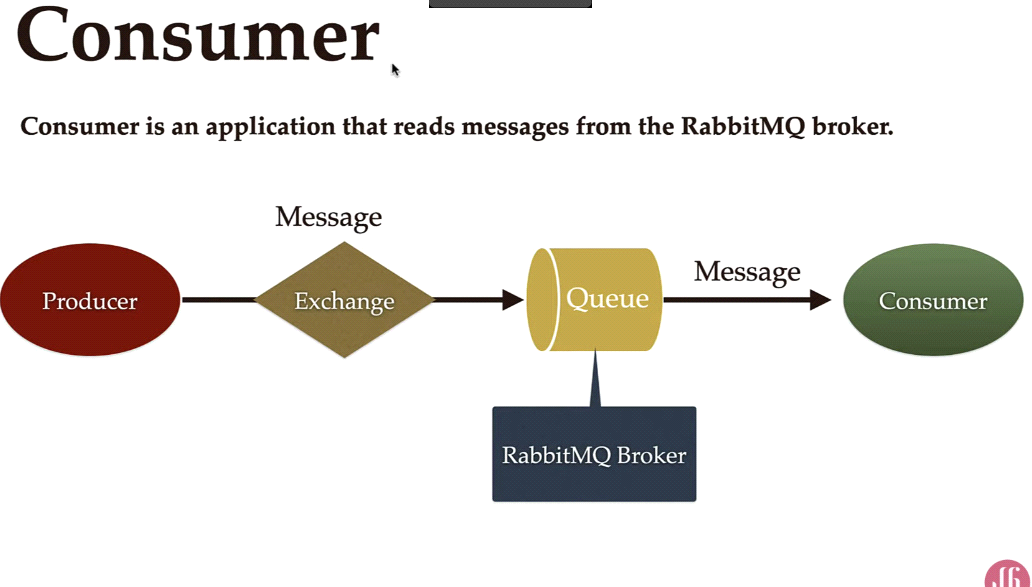 Consumer
Consumer is an application that reads messages from the RabbitMQ broker.
Message
Producer
Exchange
Queue
Message
Consumer
RabbitMQ Broker